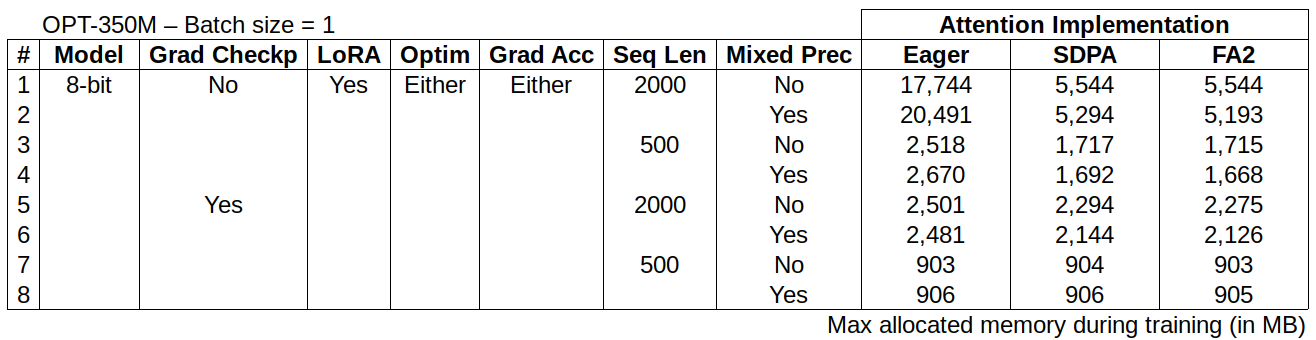 OPT-350M – Batch size = 1 Attention Implementation
# Model Grad Checkp LoRA Optim Grad Acc Seq Len Mixed Prec Eager SDPA FA2
1 8-bit No Yes Either Either 2000 No 17,744 5,544 5,544
2 Yes 20,491 5,294 5,193
3 500 No 2,518 1,717 1,715
4 Yes 2,670 1,692 1,668
5 Yes 2000 No 2,501 2,294 2,275
6 Yes 2,481 2,144 2,126
7 500 No 903 904 903
8 Yes 906 906 905
Max allocated memory during training (in MB)